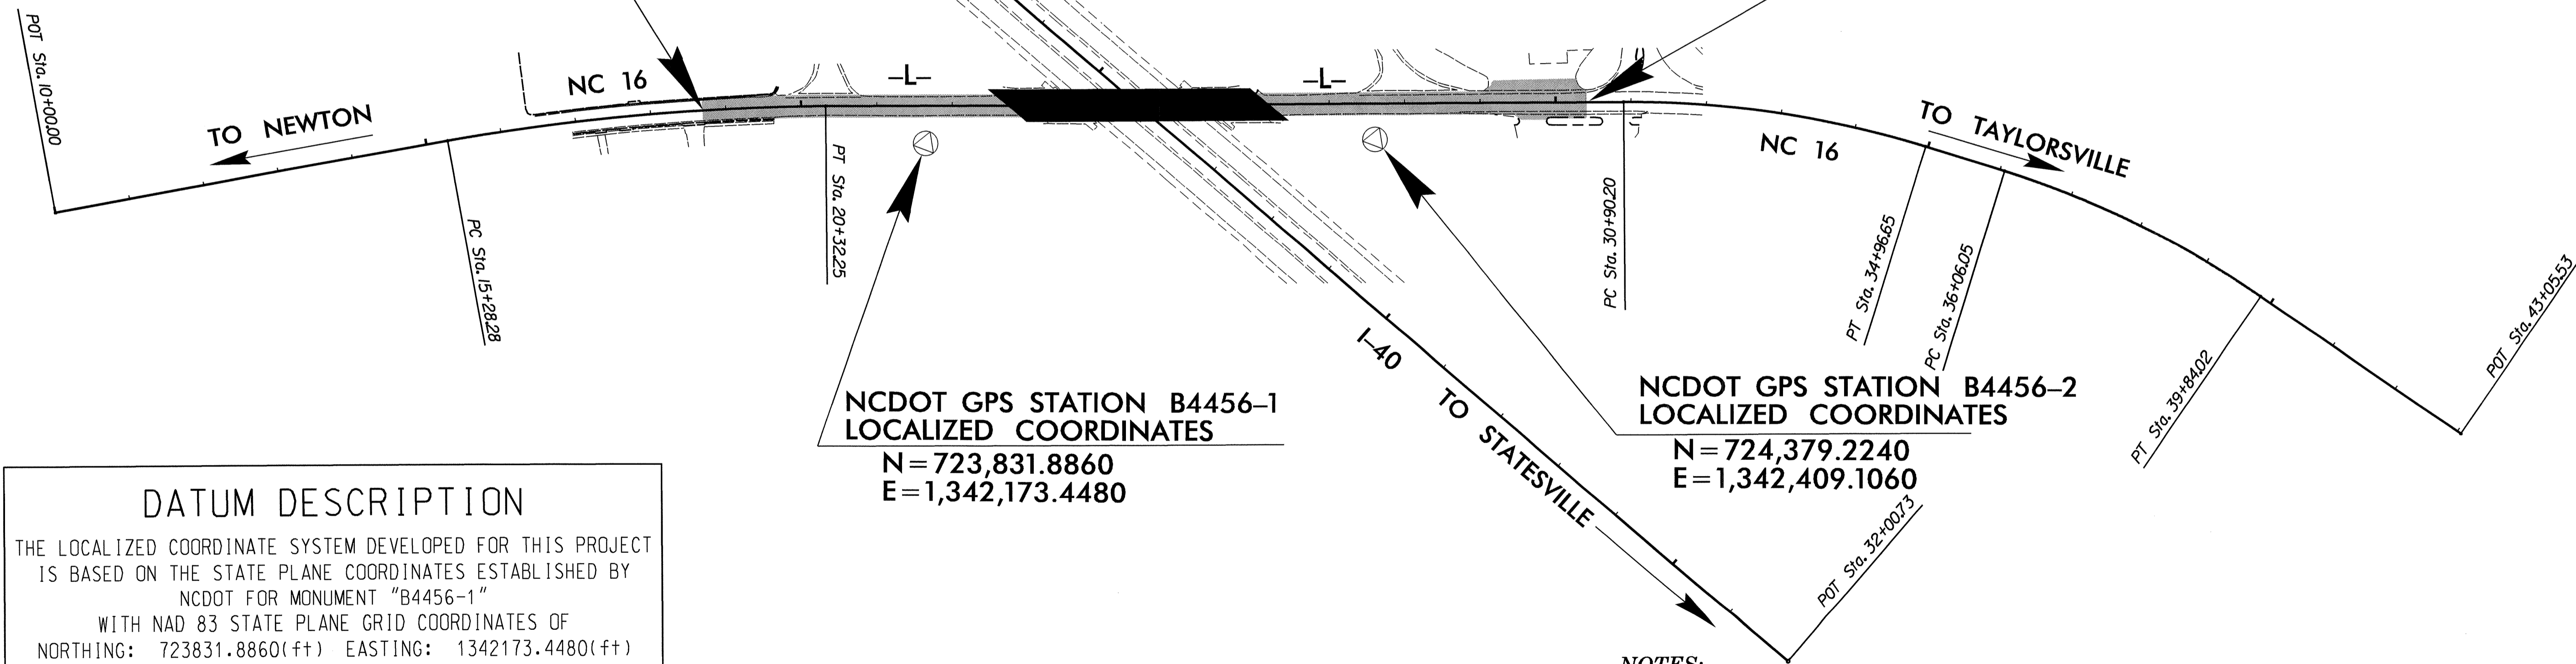 POT Sta. 10+00.00
TO NEWTON
NC 16
-L-
-L-
NC 16
TO TAYLORSVILLE
PC Sta. 15+28.28
PT Sta. 20+32.25
PC Sta. 30+90.20
PT Sta. 34+96.65
PC Sta. 36+06.05
PT Sta. 39+84.02
POT Sta. 43+05.53
I-40
TO STATESVILLE
POT Sta. 32+00.73
NCDOT GPS STATION B4456-1
LOCALIZED COORDINATES
N=723,831.8860
E=1,342,173.4480
NCDOT GPS STATION B4456-2
LOCALIZED COORDINATES
N=724,379.2240
E=1,342,409.1060
DATUM DESCRIPTION
THE LOCALIZED COORDINATE SYSTEM DEVELOPED FOR THIS PROJECT
IS BASED ON THE STATE PLANE COORDINATES ESTABLISHED BY
NCDOT FOR MONUMENT "B4456-1"
WITH NAD 83 STATE PLANE GRID COORDINATES OF
NORTHING: 723831.8860(ft) EASTING: 1342173.4480(ft)
NOTES: